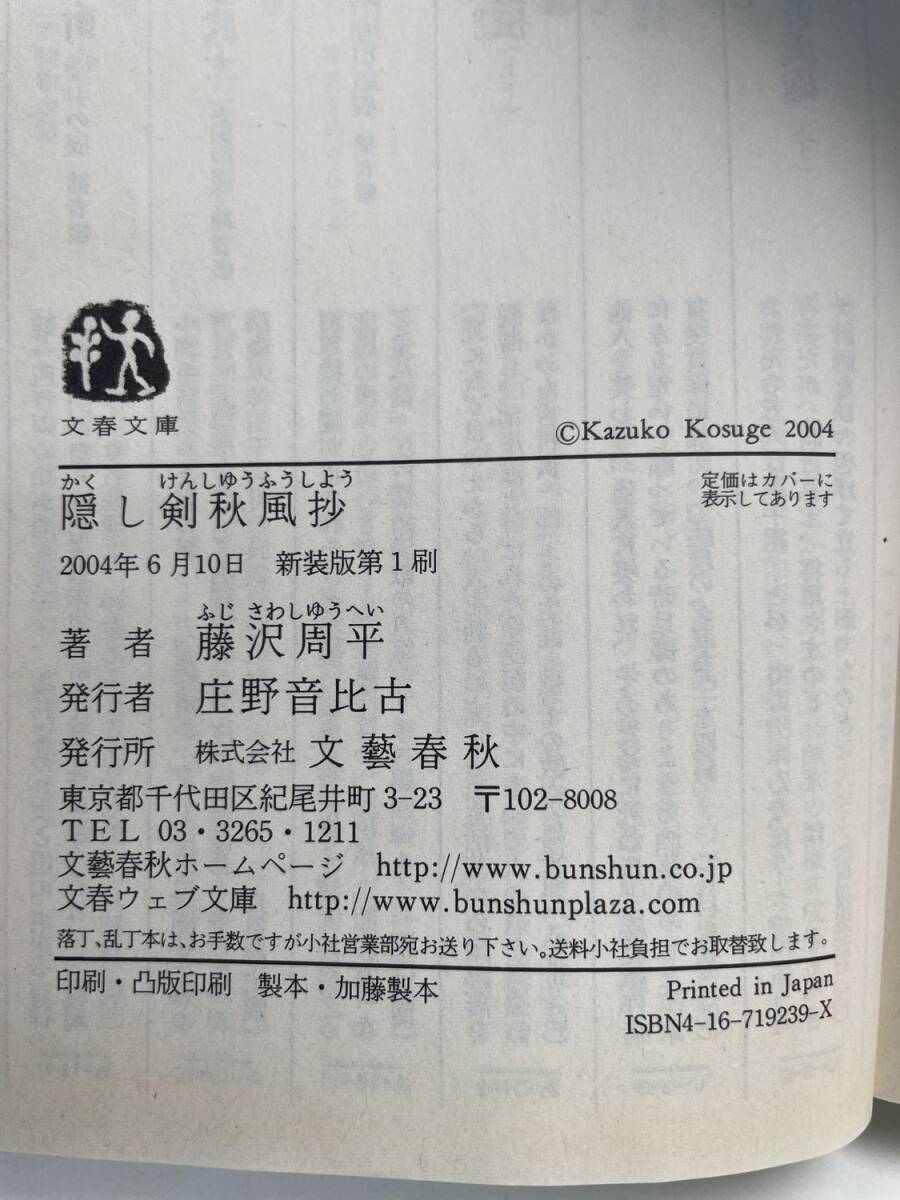 文春文庫
©Kazuko Kosuge 2004
かく けんしゆうふうしよう
隠し剣秋風抄
定価はカバーに
表示してあります
2004年6月10日 新装版第1刷
ふじ さわしゆうへい
著者 藤沢周平
発行者 庄野音比古
発行所 株式会社 文藝春秋
東京都千代田区紀尾井町3-23 〒102-8008
TEL 03・3265・1211
文藝春秋ホームページ http://www.bunshun.co.jp
文春ウェブ文庫 http://www.bunshunplaza.com
落丁、乱丁本は、お手数ですが小社営業部宛お送り下さい。送料小社負担でお取替致します。
印刷・凸版印刷 製本・加藤製本
Printed in Japan
ISBN4-16-719239-X